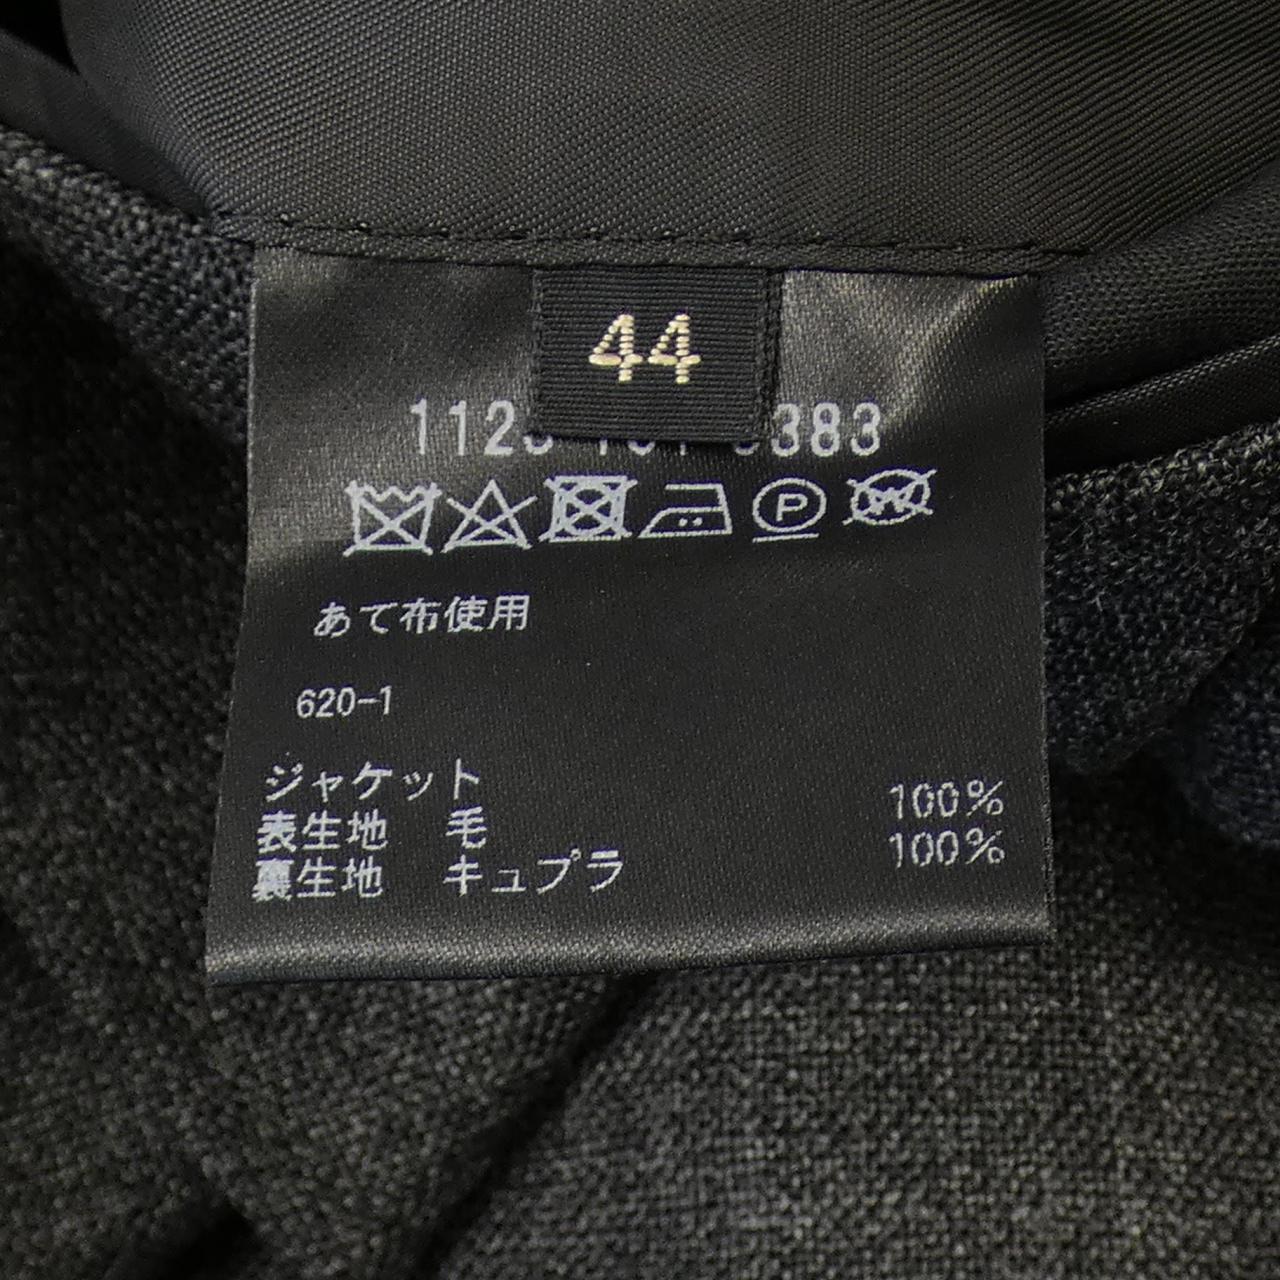 44
383
P
W
あて布使用
620-1
ジャケット
表生地 毛 100%
裏生地 キュプラ 100%